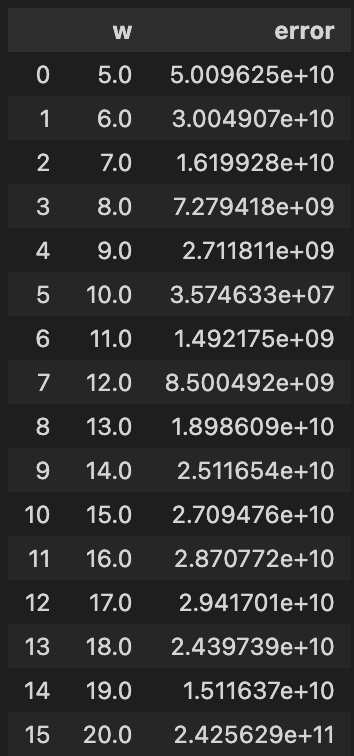 w error
0 5.0 5.009625e+10
1 6.0 3.004907e+10
2 7.0 1.619928e+10
3 8.0 7.279418e+09
4 9.0 2.711811e+09
5 10.0 3.574633e+07
6 11.0 1.492175e+09
7 12.0 8.500492e+09
8 13.0 1.898609e+10
9 14.0 2.511654e+10
10 15.0 2.709476e+10
11 16.0 2.870772e+10
12 17.0 2.941701e+10
13 18.0 2.439739e+10
14 19.0 1.511637e+10
15 20.0 2.425629e+11